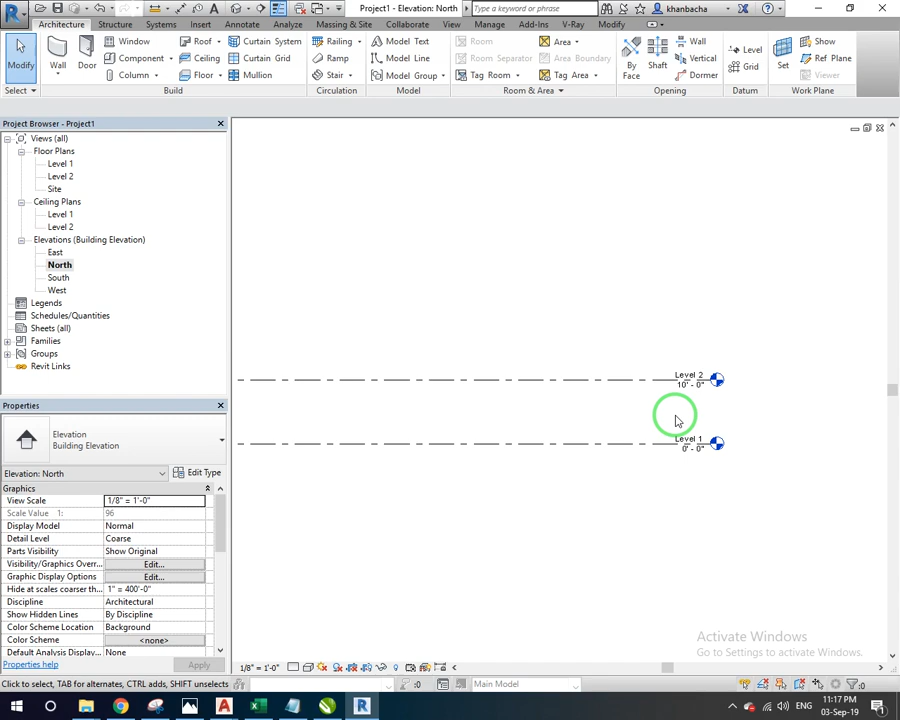 Project1 - Elevation: North
Type a keyword or phrase
khanbacha
Architecture Structure Systems Insert Annotate Analyze Massing & Site Collaborate View Manage Add-Ins V-Ray Modify
Modify
Wall
Door
Window
Component
Column
Roof
Ceiling
Floor
Curtain System
Curtain Grid
Mullion
Railing
Ramp
Stair
Model Text
Model Line
Model Group
Room
Room Separator
Tag Room
Area
Area Boundary
Tag Area
By
Face
Shaft
Wall
Vertical
Dormer
Level
Grid
Set
Show
Ref Plane
Viewer
Select Build Circulation Model Room & Area Opening Datum Work Plane
Project Browser - Project1
Views (all)
Floor Plans
Level 1
Level 2
Site
Ceiling Plans
Level 1
Level 2
Elevations (Building Elevation)
East
North
South
West
Legends
Schedules/Quantities
Sheets (all)
Families
Groups
Revit Links
Level 2
10' - 0"
Level 1
0' - 0"
Properties
Elevation
Building Elevation
Elevation: North Edit Type
Graphics
View Scale 1/8" = 1'-0"
Scale Value 1: 96
Display Model Normal
Detail Level Coarse
Parts Visibility Show Original
Visibility/Graphics Overr... Edit...
Graphic Display Options Edit...
Hide at scales coarser th... 1" = 400'-0"
Discipline Architectural
Show Hidden Lines By Discipline
Color Scheme Location Background
Color Scheme <none>
Default Analysis Display... None
Properties help Apply
1/8" = 1'-0"
Activate Windows
Go to Settings to activate Windows.
Click to select, TAB for alternates, CTRL adds, SHIFT unselects
:0
Main Model
:0
ENG
11:17 PM
03-Sep-19